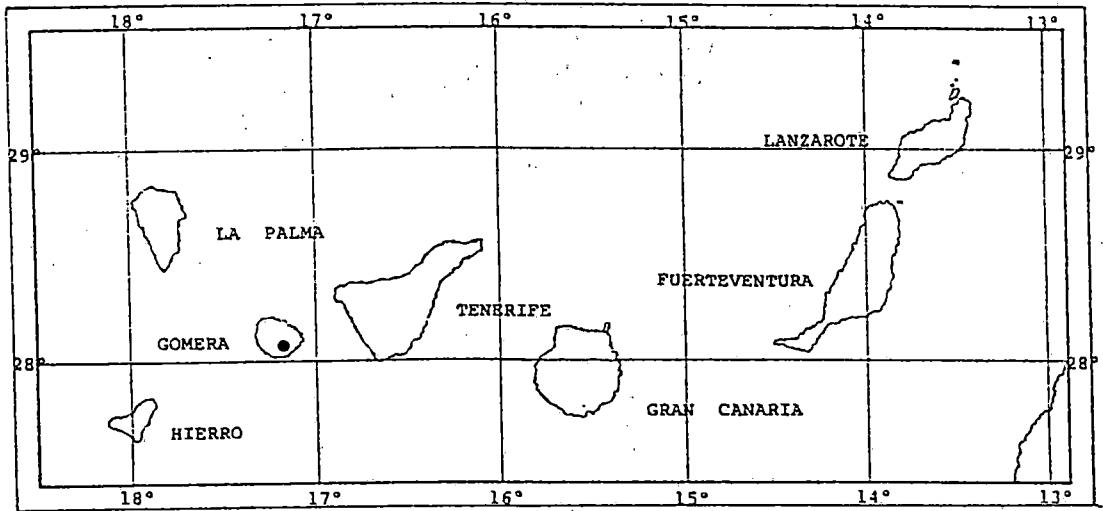 18° 17° 16° 15° 14° 13°
LANZAROTE
29° 29°
LA PALMA
FUERTEVENTURA
TENERIFE
GOMERA
28° 28°
GRAN CANARIA
HIERRO
18° 17° 16° 15° 14° 13°